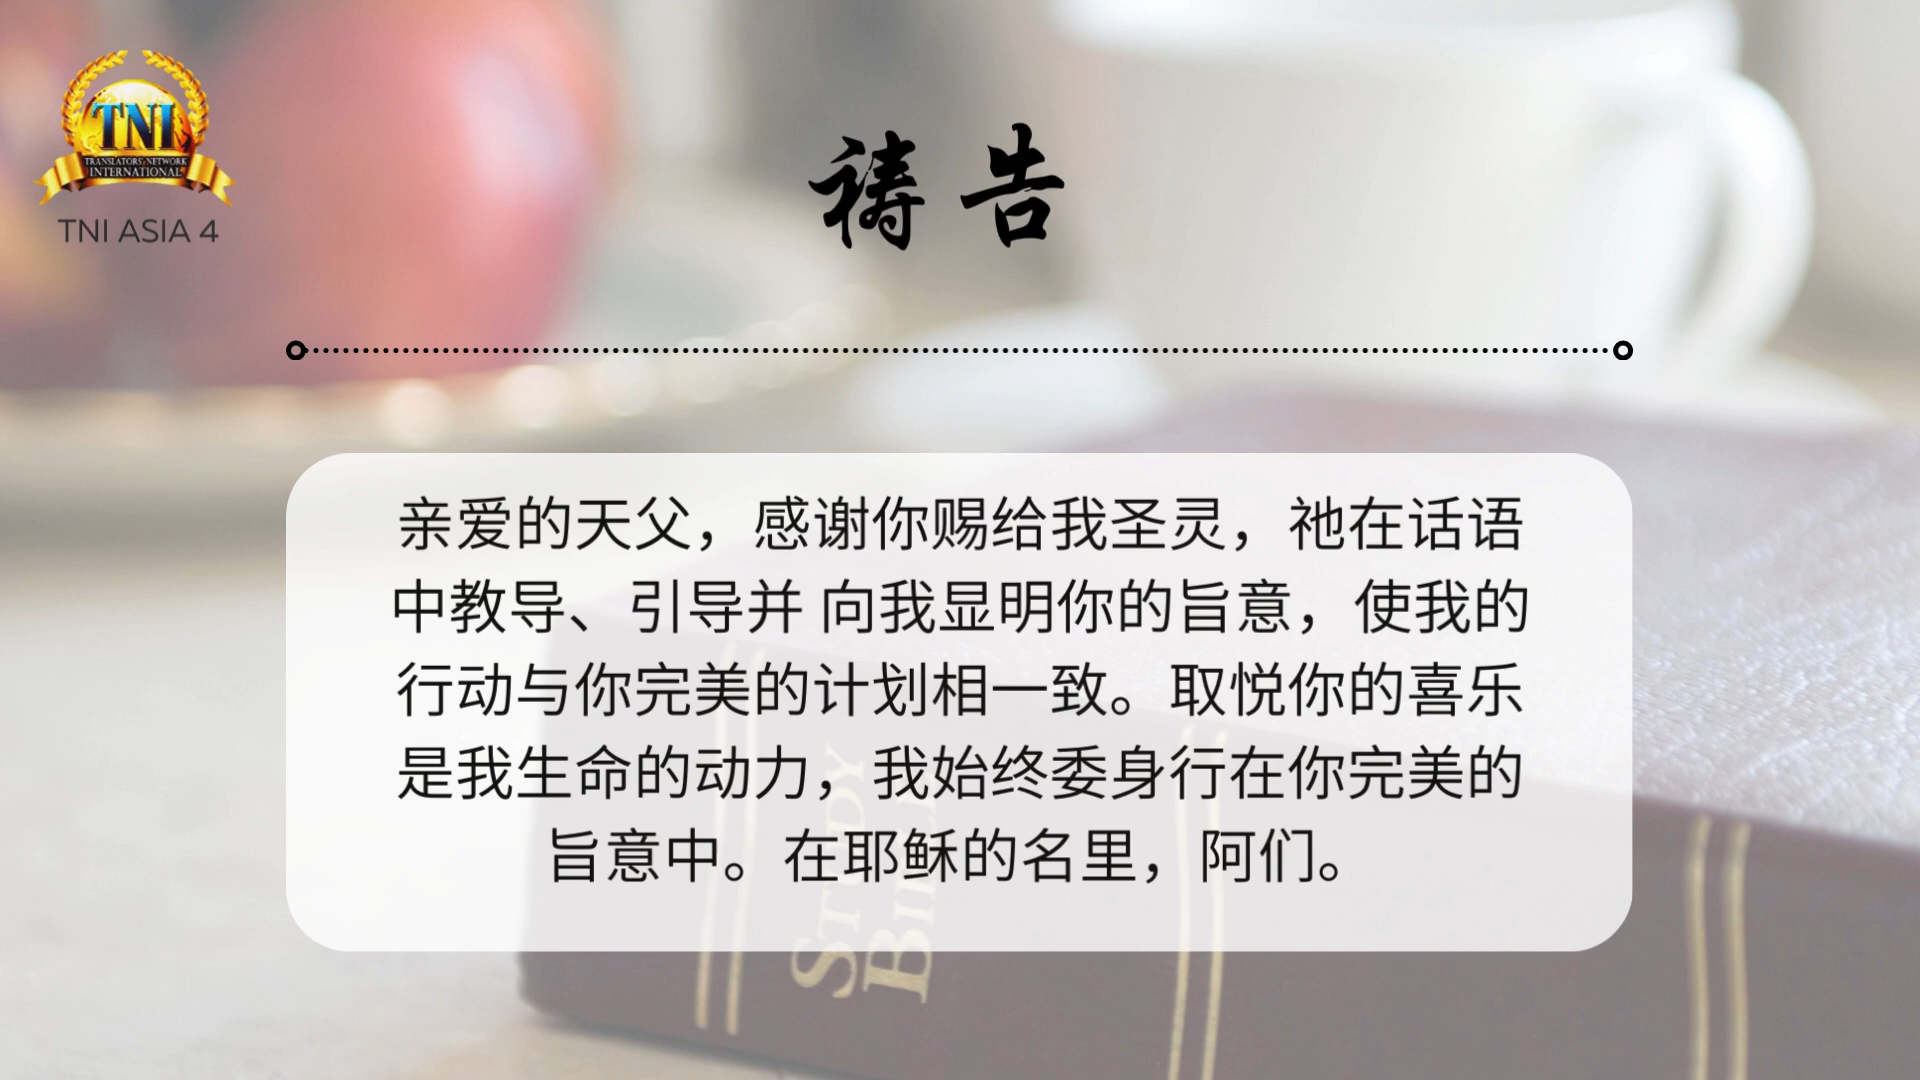 TNI
TRANSLATORS NETWORK
INTERNATIONAL
TNI ASIA 4
祷告
亲爱的天父，感谢你赐给我圣灵，祂在话语
中教导、引导并 向我显明你的旨意，使我的
行动与你完美的计划相一致。取悦你的喜乐
是我生命的动力，我始终委身行在你完美的
旨意中。在耶稣的名里，阿们。
STUDY
BIBLE